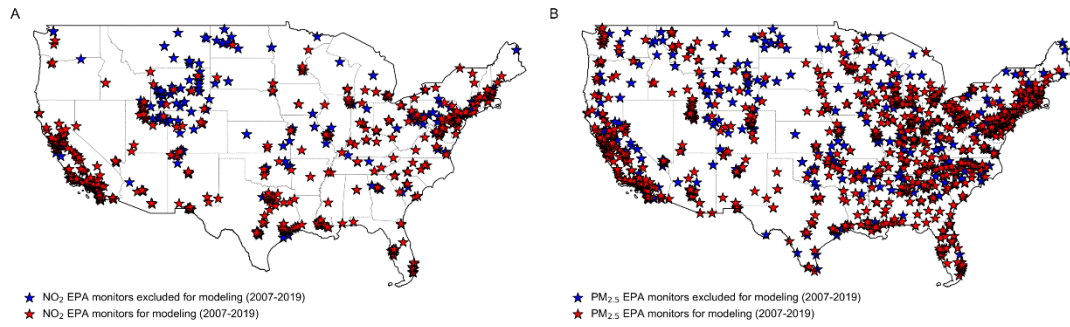 A
B
NO₂ EPA monitors excluded for modeling (2007-2019)
NO₂ EPA monitors for modeling (2007-2019)
PM₂.₅ EPA monitors excluded for modeling (2007-2019)
PM₂.₅ EPA monitors for modeling (2007-2019)